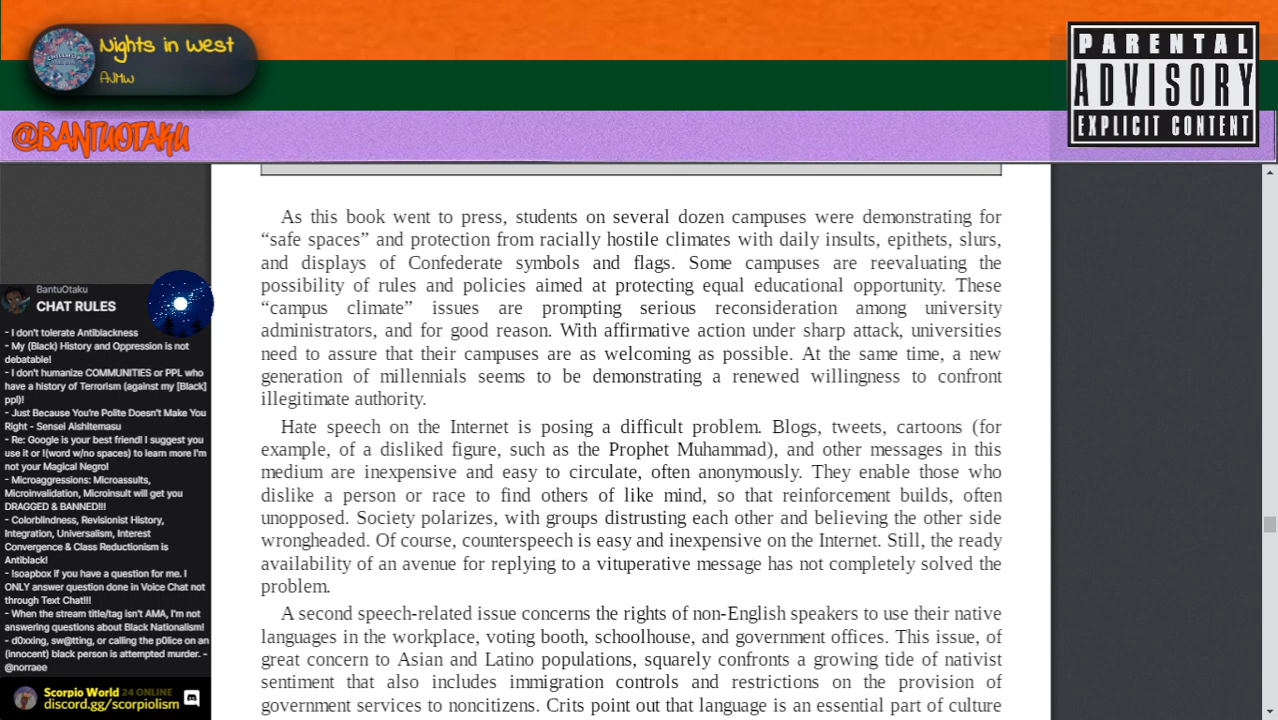 Nights in west
AJMW
PARENTAL
ADVISORY
EXPLICIT CONTENT
@BANTUOTAKU
As this book went to press, students on several dozen campuses were demonstrating for
“safe spaces” and protection from racially hostile climates with daily insults, epithets, slurs,
and displays of Confederate symbols and flags. Some campuses are reevaluating the
possibility of rules and policies aimed at protecting equal educational opportunity. These
“campus climate” issues are prompting serious reconsideration among university
administrators, and for good reason. With affirmative action under sharp attack, universities
need to assure that their campuses are as welcoming as possible. At the same time, a new
generation of millennials seems to be demonstrating a renewed willingness to confront
illegitimate authority.
Hate speech on the Internet is posing a difficult problem. Blogs, tweets, cartoons (for
example, of a disliked figure, such as the Prophet Muhammad), and other messages in this
medium are inexpensive and easy to circulate, often anonymously. They enable those who
dislike a person or race to find others of like mind, so that reinforcement builds, often
unopposed. Society polarizes, with groups distrusting each other and believing the other side
wrongheaded. Of course, counterspeech is easy and inexpensive on the Internet. Still, the ready
availability of an avenue for replying to a vituperative message has not completely solved the
problem.
A second speech-related issue concerns the rights of non-English speakers to use their native
languages in the workplace, voting booth, schoolhouse, and government offices. This issue, of
great concern to Asian and Latino populations, squarely confronts a growing tide of nativist
sentiment that also includes immigration controls and restrictions on the provision of
government services to noncitizens. Crits point out that language is an essential part of culture
BantuOtaku
CHAT RULES
- I don't tolerate Antiblackness
- My (Black) History and Oppression is not
debatable!
- I don't humanize COMMUNITIES or PPL who
have a history of Terrorism (against my [Black]
ppl)!
- Just Because You're Polite Doesn't Make You
Right - Sensei Aishitemasu
- Re: Google is your best friend! I suggest you
use it or !(word w/no spaces) to learn more I'm
not your Magical Negro!
- Microaggressions: Microassults,
Microinvalidation, Microinsult will get you
DRAGGED & BANNED!!!
- Colorblindness, Revisionist History,
Integration, Universalism, Interest
Convergence & Class Reductionism is
Antiblack!
- !soapbox if you have a question for me. I
ONLY answer question done in Voice Chat not
through Text Chat!!!
- When the stream title/tag isn't AMA, I'm not
answering questions about Black Nationalism!
- d0xxing, sw@tting, or calling the p0lice on an
(innocent) black person is attempted murder. -
@norraee
Scorpio World 24 ONLINE
discord.gg/scorpiolism